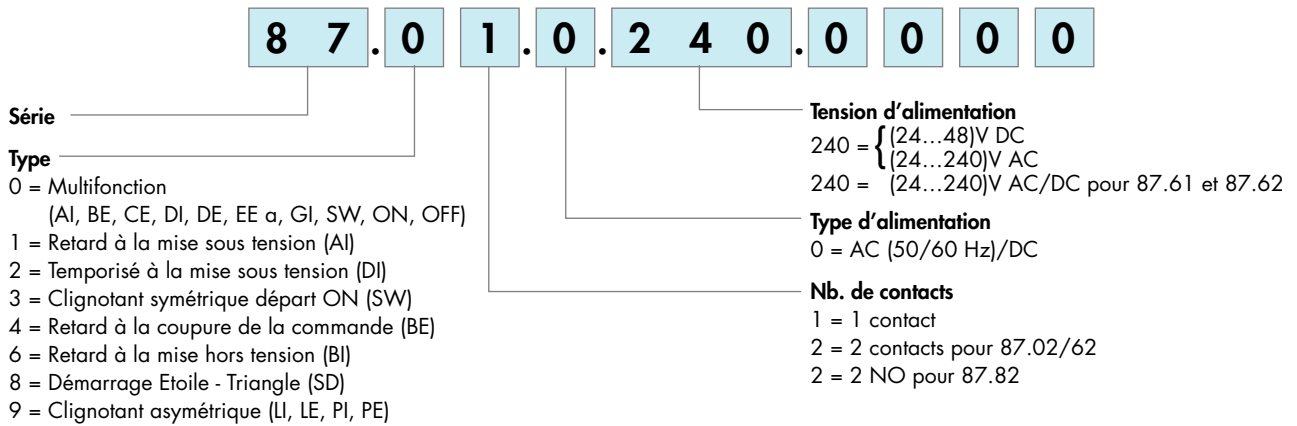 8 7.0 1.0.2 4 0.0 0 0 0
Série
Type
0 = Multifonction
(AI, BE, CE, DI, DE, EE a, GI, SW, ON, OFF)
1 = Retard à la mise sous tension (AI)
2 = Temporisé à la mise sous tension (DI)
3 = Clignotant symétrique départ ON (SW)
4 = Retard à la coupure de la commande (BE)
6 = Retard à la mise hors tension (BI)
8 = Démarrage Etoile - Triangle (SD)
9 = Clignotant asymétrique (LI, LE, PI, PE)
Tension d'alimentation
240 = { (24...48)V DC
(24...240)V AC
240 = (24...240)V AC/DC pour 87.61 et 87.62
Type d'alimentation
0 = AC (50/60 Hz)/DC
Nb. de contacts
1 = 1 contact
2 = 2 contacts pour 87.02/62
2 = 2 NO pour 87.82